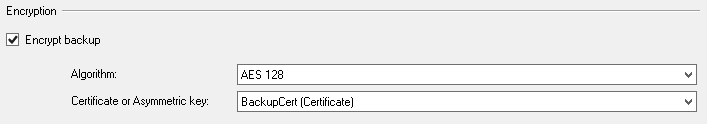 Encryption
Encrypt backup
Algorithm: AES 128
Certificate or Asymmetric key: BackupCert (Certificate)